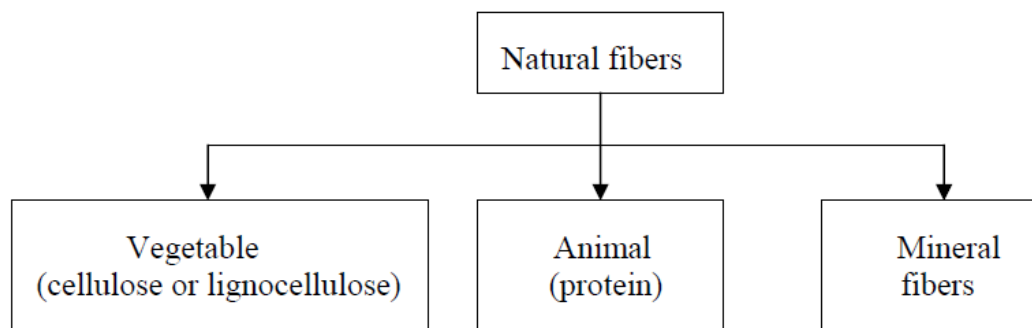 Natural fibers
Vegetable
(cellulose or lignocellulose)
Animal
(protein)
Mineral
fibers